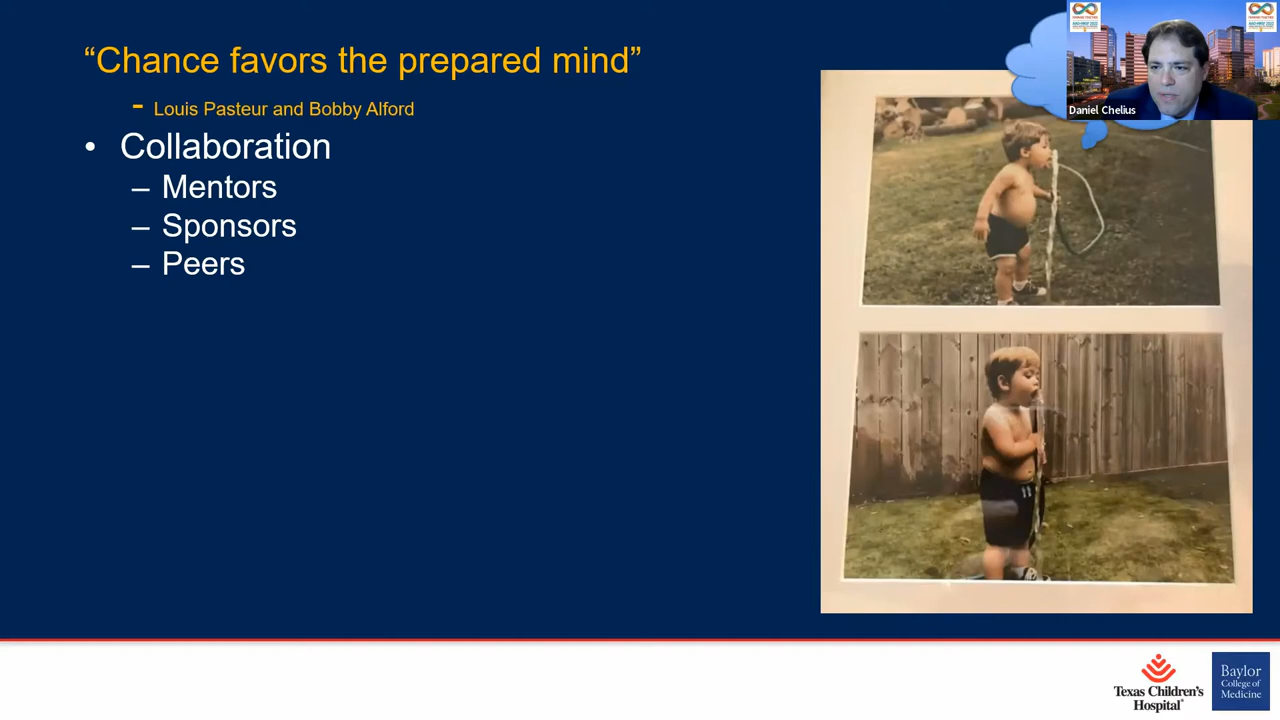 “Chance favors the prepared mind”
- Louis Pasteur and Bobby Alford
• Collaboration
– Mentors
– Sponsors
– Peers
Daniel Chelius
Texas Children's
Hospital
Baylor
College of
Medicine